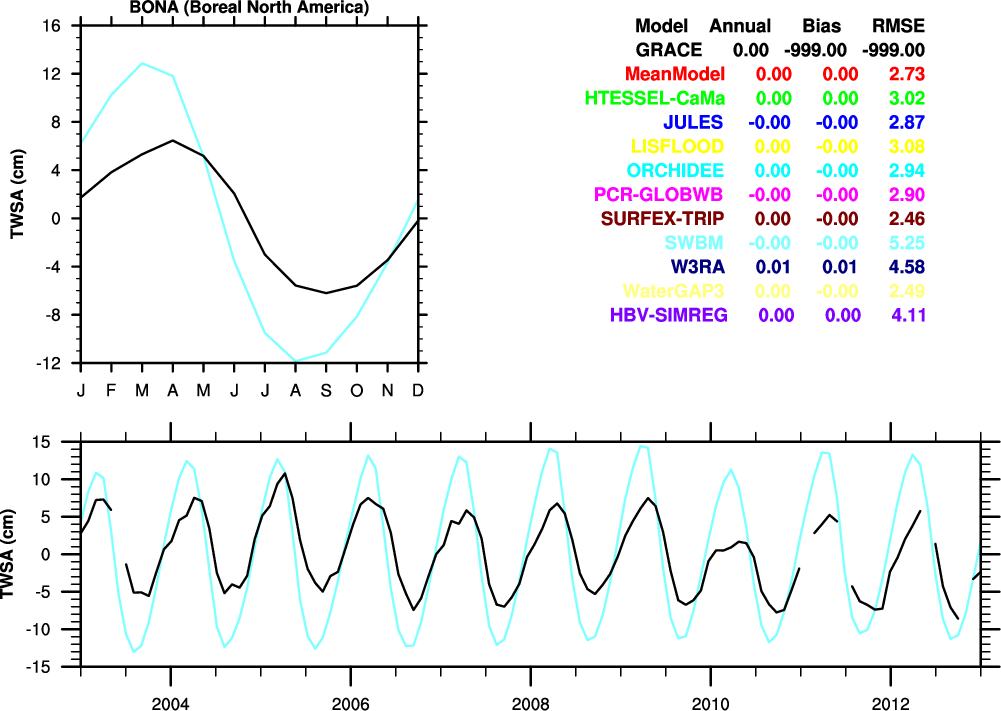 BONA (Boreal North America)
16
12
8
4
0
-4
-8
-12
TWSA (cm)
J F M A M J J A S O N D
Model Annual Bias RMSE
GRACE 0.00 -999.00 -999.00
MeanModel 0.00 0.00 2.73
HTESSEL-CaMa 0.00 0.00 3.02
JULES -0.00 -0.00 2.87
LISFLOOD 0.00 -0.00 3.08
ORCHIDEE 0.00 -0.00 2.94
PCR-GLOBWB -0.00 -0.00 2.90
SURFEX-TRIP 0.00 -0.00 2.46
SWBM -0.00 -0.00 5.25
W3RA 0.01 0.01 4.58
WaterGAP3 0.00 -0.00 2.49
HBV-SIMREG 0.00 0.00 4.11
15
10
5
0
-5
-10
-15
TWSA (cm)
2004 2006 2008 2010 2012